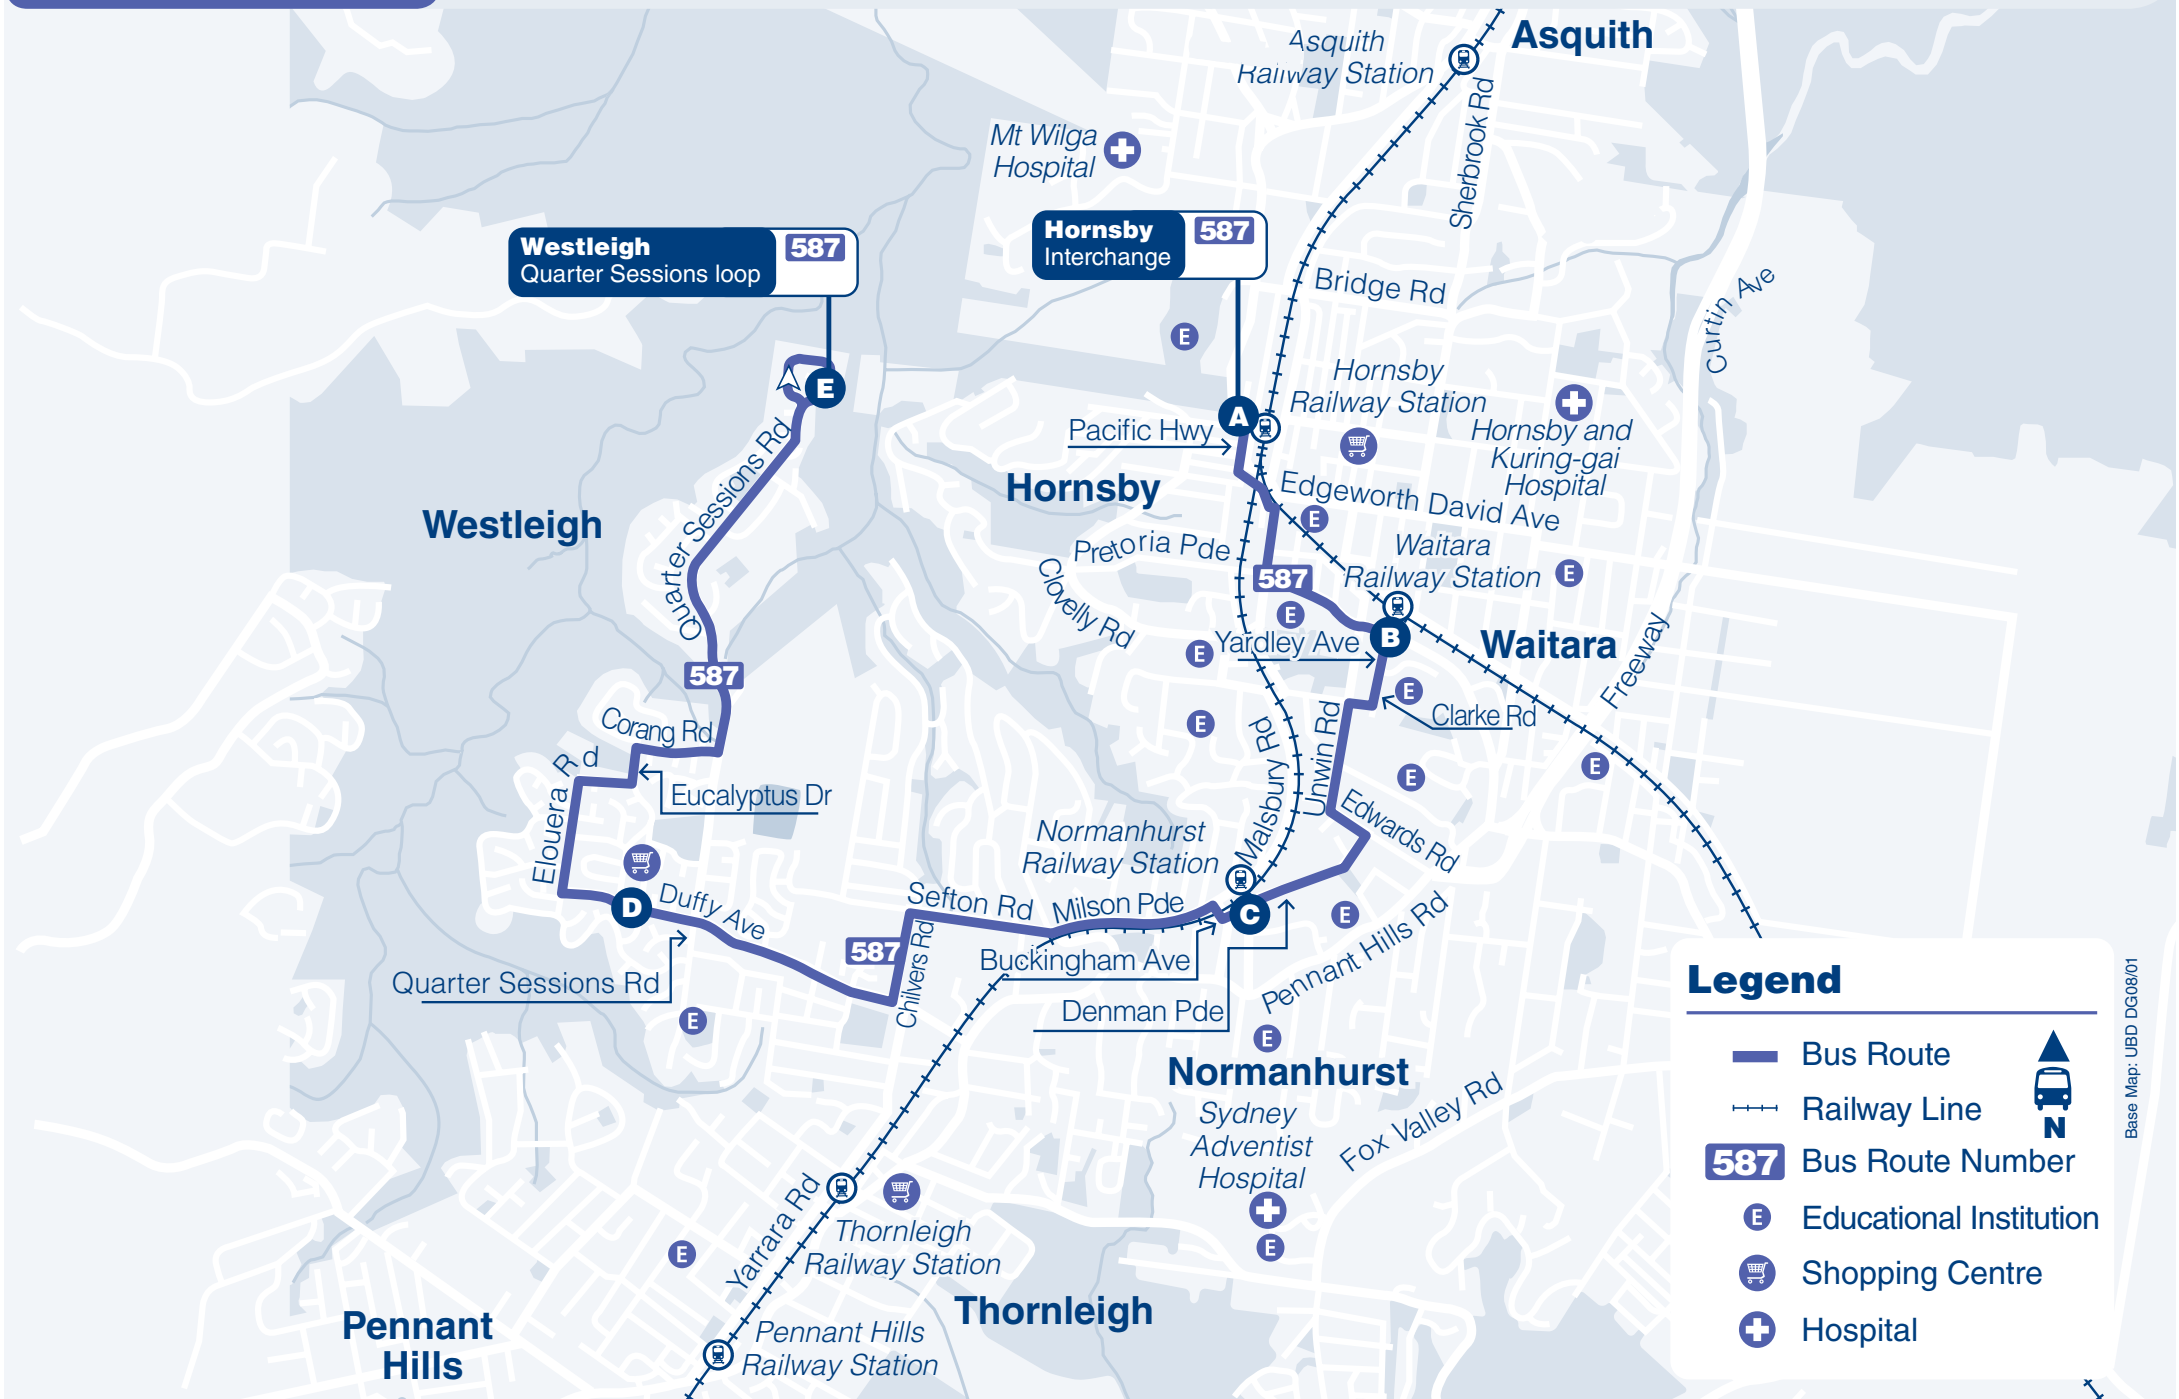 Asquith
Asquith
Railway Station
Sherbrook Rd
Mt Wilga
Hospital
Westleigh
Quarter Sessions loop
587
Hornsby
Interchange
587
Bridge Rd
Curtin Ave
E
E
Hornsby
Railway Station
A
Pacific Hwy
Hornsby and
Kuring-gai
Hospital
Quarter Sessions Rd
Hornsby
Edgeworth David Ave
E
Westleigh
Pretoria Pde
Waitara
Railway Station
E
587
Clovelly Rd
E
Yardley Ave
B
Waitara
Freeway
E
587
E
Clarke Rd
Corang Rd
E
Malsbury Rd
Unwin Rd
Elouera Rd
E
E
Eucalyptus Dr
Edwards Rd
Normanhurst
Railway Station
Sefton Rd
Milson Pde
D
Duffy Ave
C
E
587
Chilvers Rd
Buckingham Ave
Pennant Hills Rd
Quarter Sessions Rd
Denman Pde
E
E
Normanhurst
Sydney
Adventist
Hospital
Fox Valley Rd
E
Yarrara Rd
Thornleigh
Railway Station
E
Thornleigh
Pennant
Hills
Pennant Hills
Railway Station
Legend
Bus Route
Railway Line
N
587
Bus Route Number
E
Educational Institution
Shopping Centre
Hospital
Base Map: UBD DG08/01